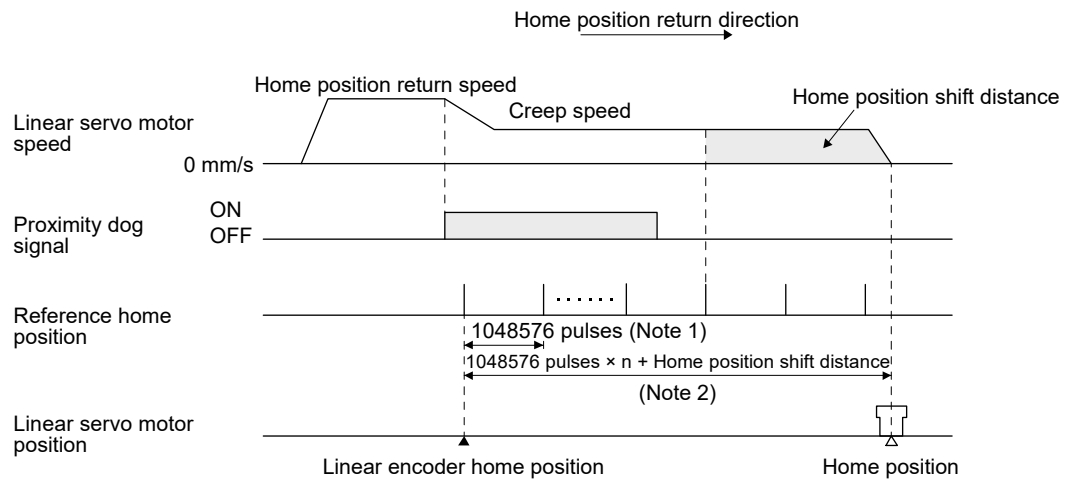 Home position return direction
Home position return speed
Creep speed
Home position shift distance
Linear servo motor
speed
0 mm/s
Proximity dog
signal
ON
OFF
Reference home
position
1048576 pulses (Note 1)
1048576 pulses × n + Home position shift distance
(Note 2)
Linear servo motor
position
Linear encoder home position
Home position